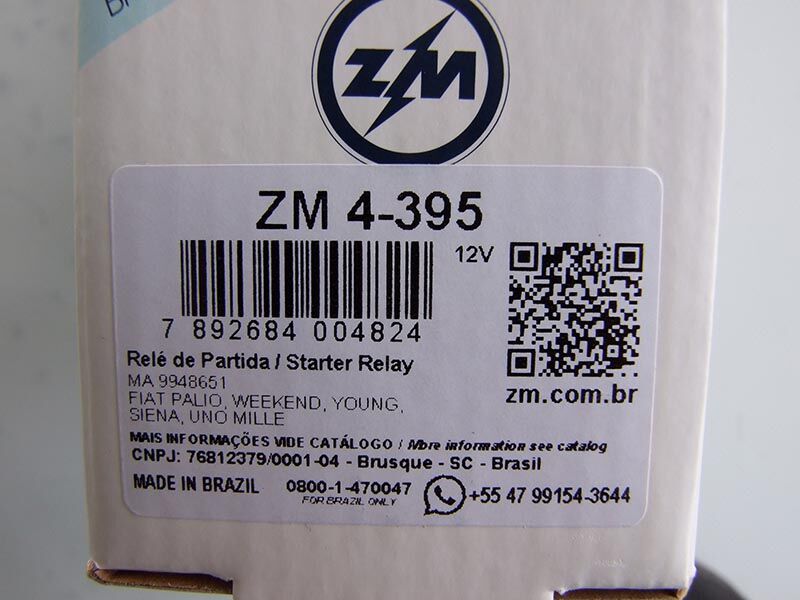 ZM
ZM 4-395
12V
7 892684 004824
Relé de Partida / Starter Relay
MA 9948651
FIAT PALIO, WEEKEND, YOUNG,
SIENA, UNO MILLE
zm.com.br
MAIS INFORMAÇÕES VIDE CATÁLOGO / More information see catalog
CNPJ: 76812379/0001-04 - Brusque - SC - Brasil
MADE IN BRAZIL 0800-1-470047 +55 47 99154-3644
FOR BRAZIL ONLY